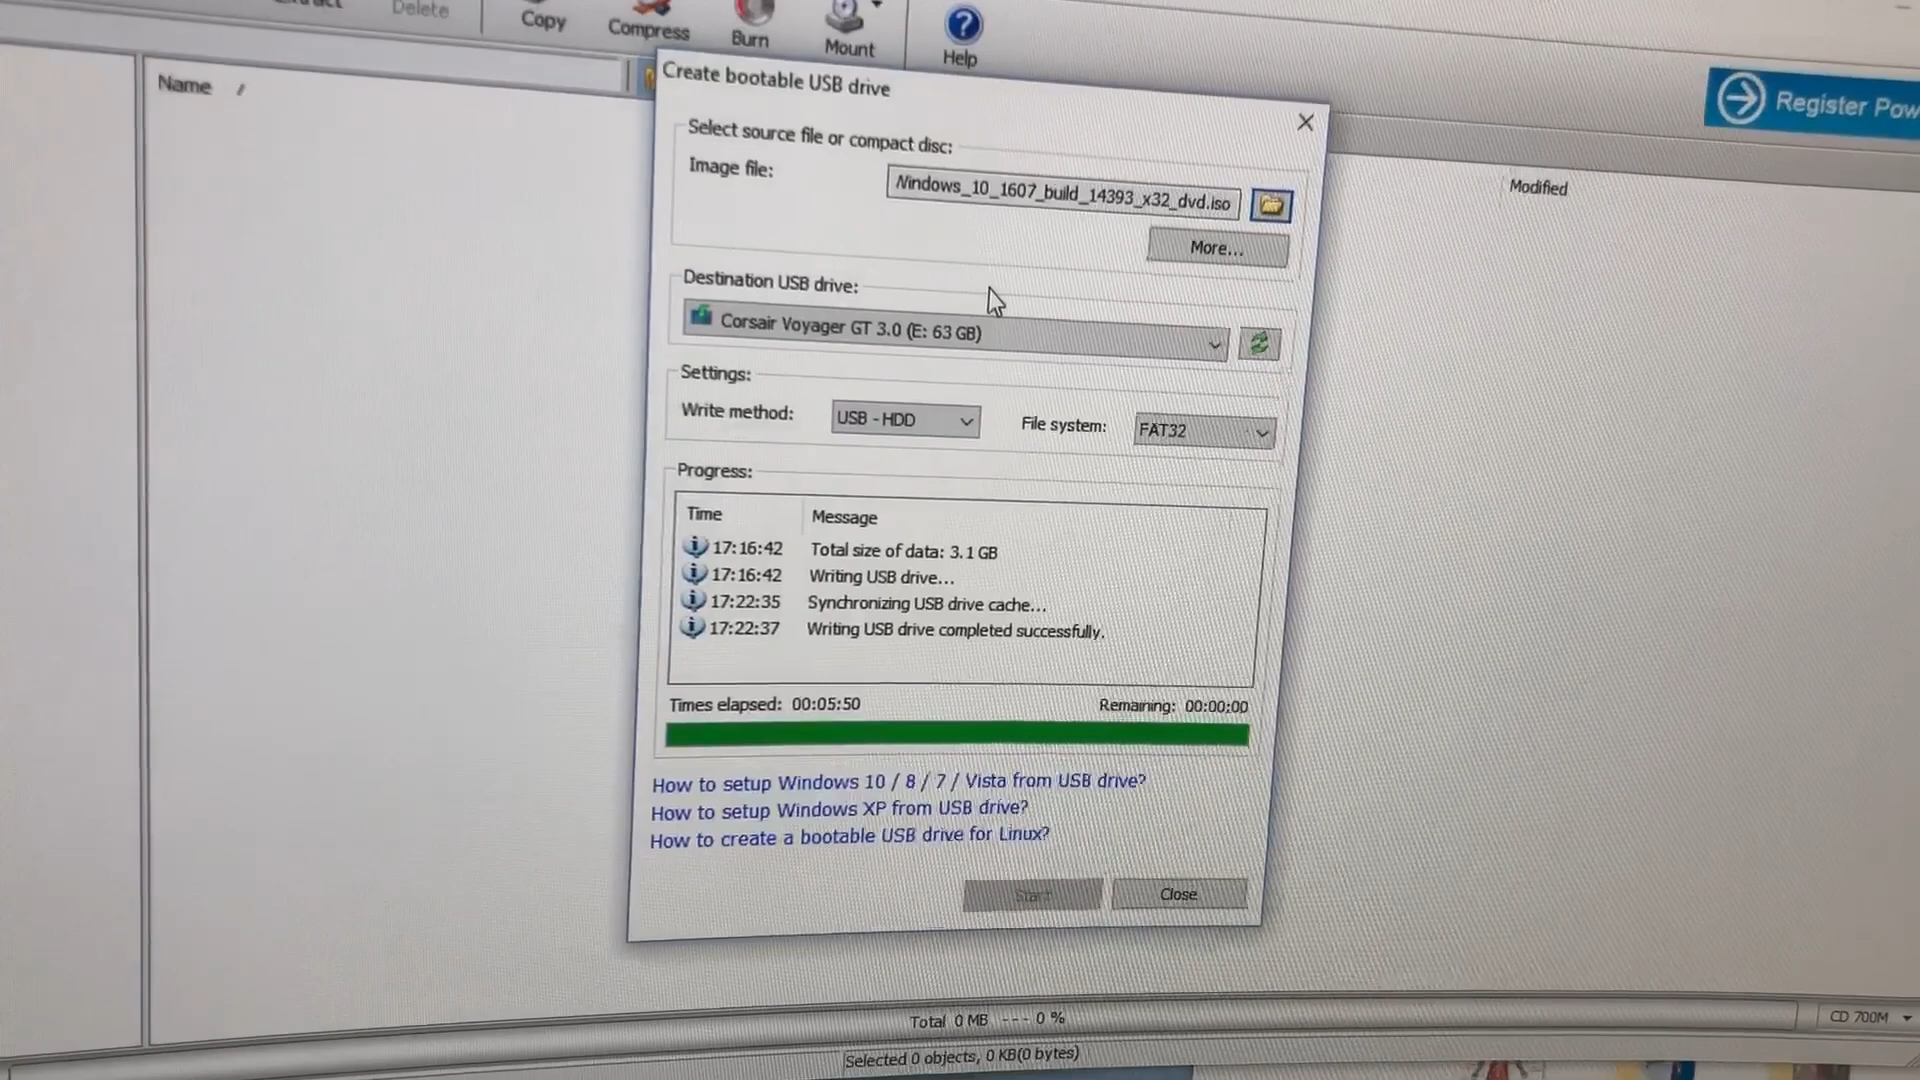 Delete
Copy
Compress
Burn
Mount
Help
Name
Register Pow
Modified
Create bootable USB drive
Select source file or compact disc:
Image file:
Windows_10_1607_build_14393_x32_dvd.iso
More...
Destination USB drive:
Corsair Voyager GT 3.0 (E: 63 GB)
Settings:
Write method:
USB - HDD
File system:
FAT32
Progress:
Time Message
17:16:42 Total size of data: 3.1 GB
17:16:42 Writing USB drive...
17:22:35 Synchronizing USB drive cache...
17:22:37 Writing USB drive completed successfully.
Times elapsed: 00:05:50
Remaining: 00:00:00
How to setup Windows 10 / 8 / 7 / Vista from USB drive?
How to setup Windows XP from USB drive?
How to create a bootable USB drive for Linux?
Start
Close
Total 0 MB --- 0 %
CD 700M
Selected 0 objects, 0 KB(0 bytes)